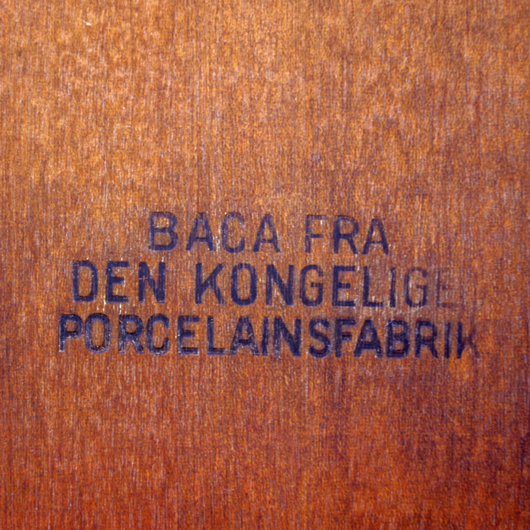 BACA FRA
DEN KONGELIGE
PORCELAINSFABRIK